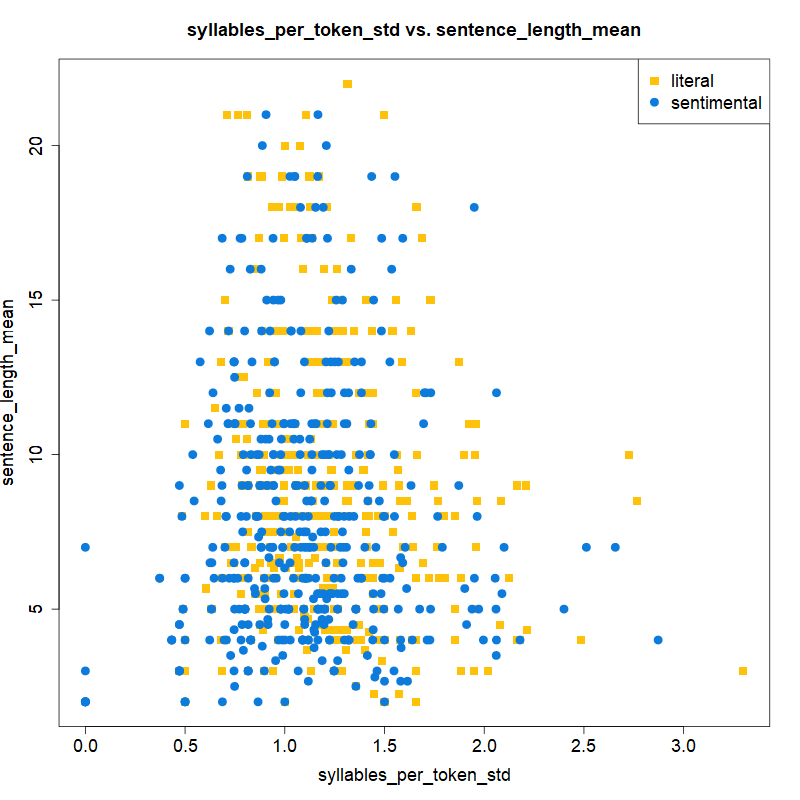 syllables_per_token_std vs. sentence_length_mean
literal
sentimental
20
15
10
5
sentence_length_mean
0.0 0.5 1.0 1.5 2.0 2.5 3.0
syllables_per_token_std